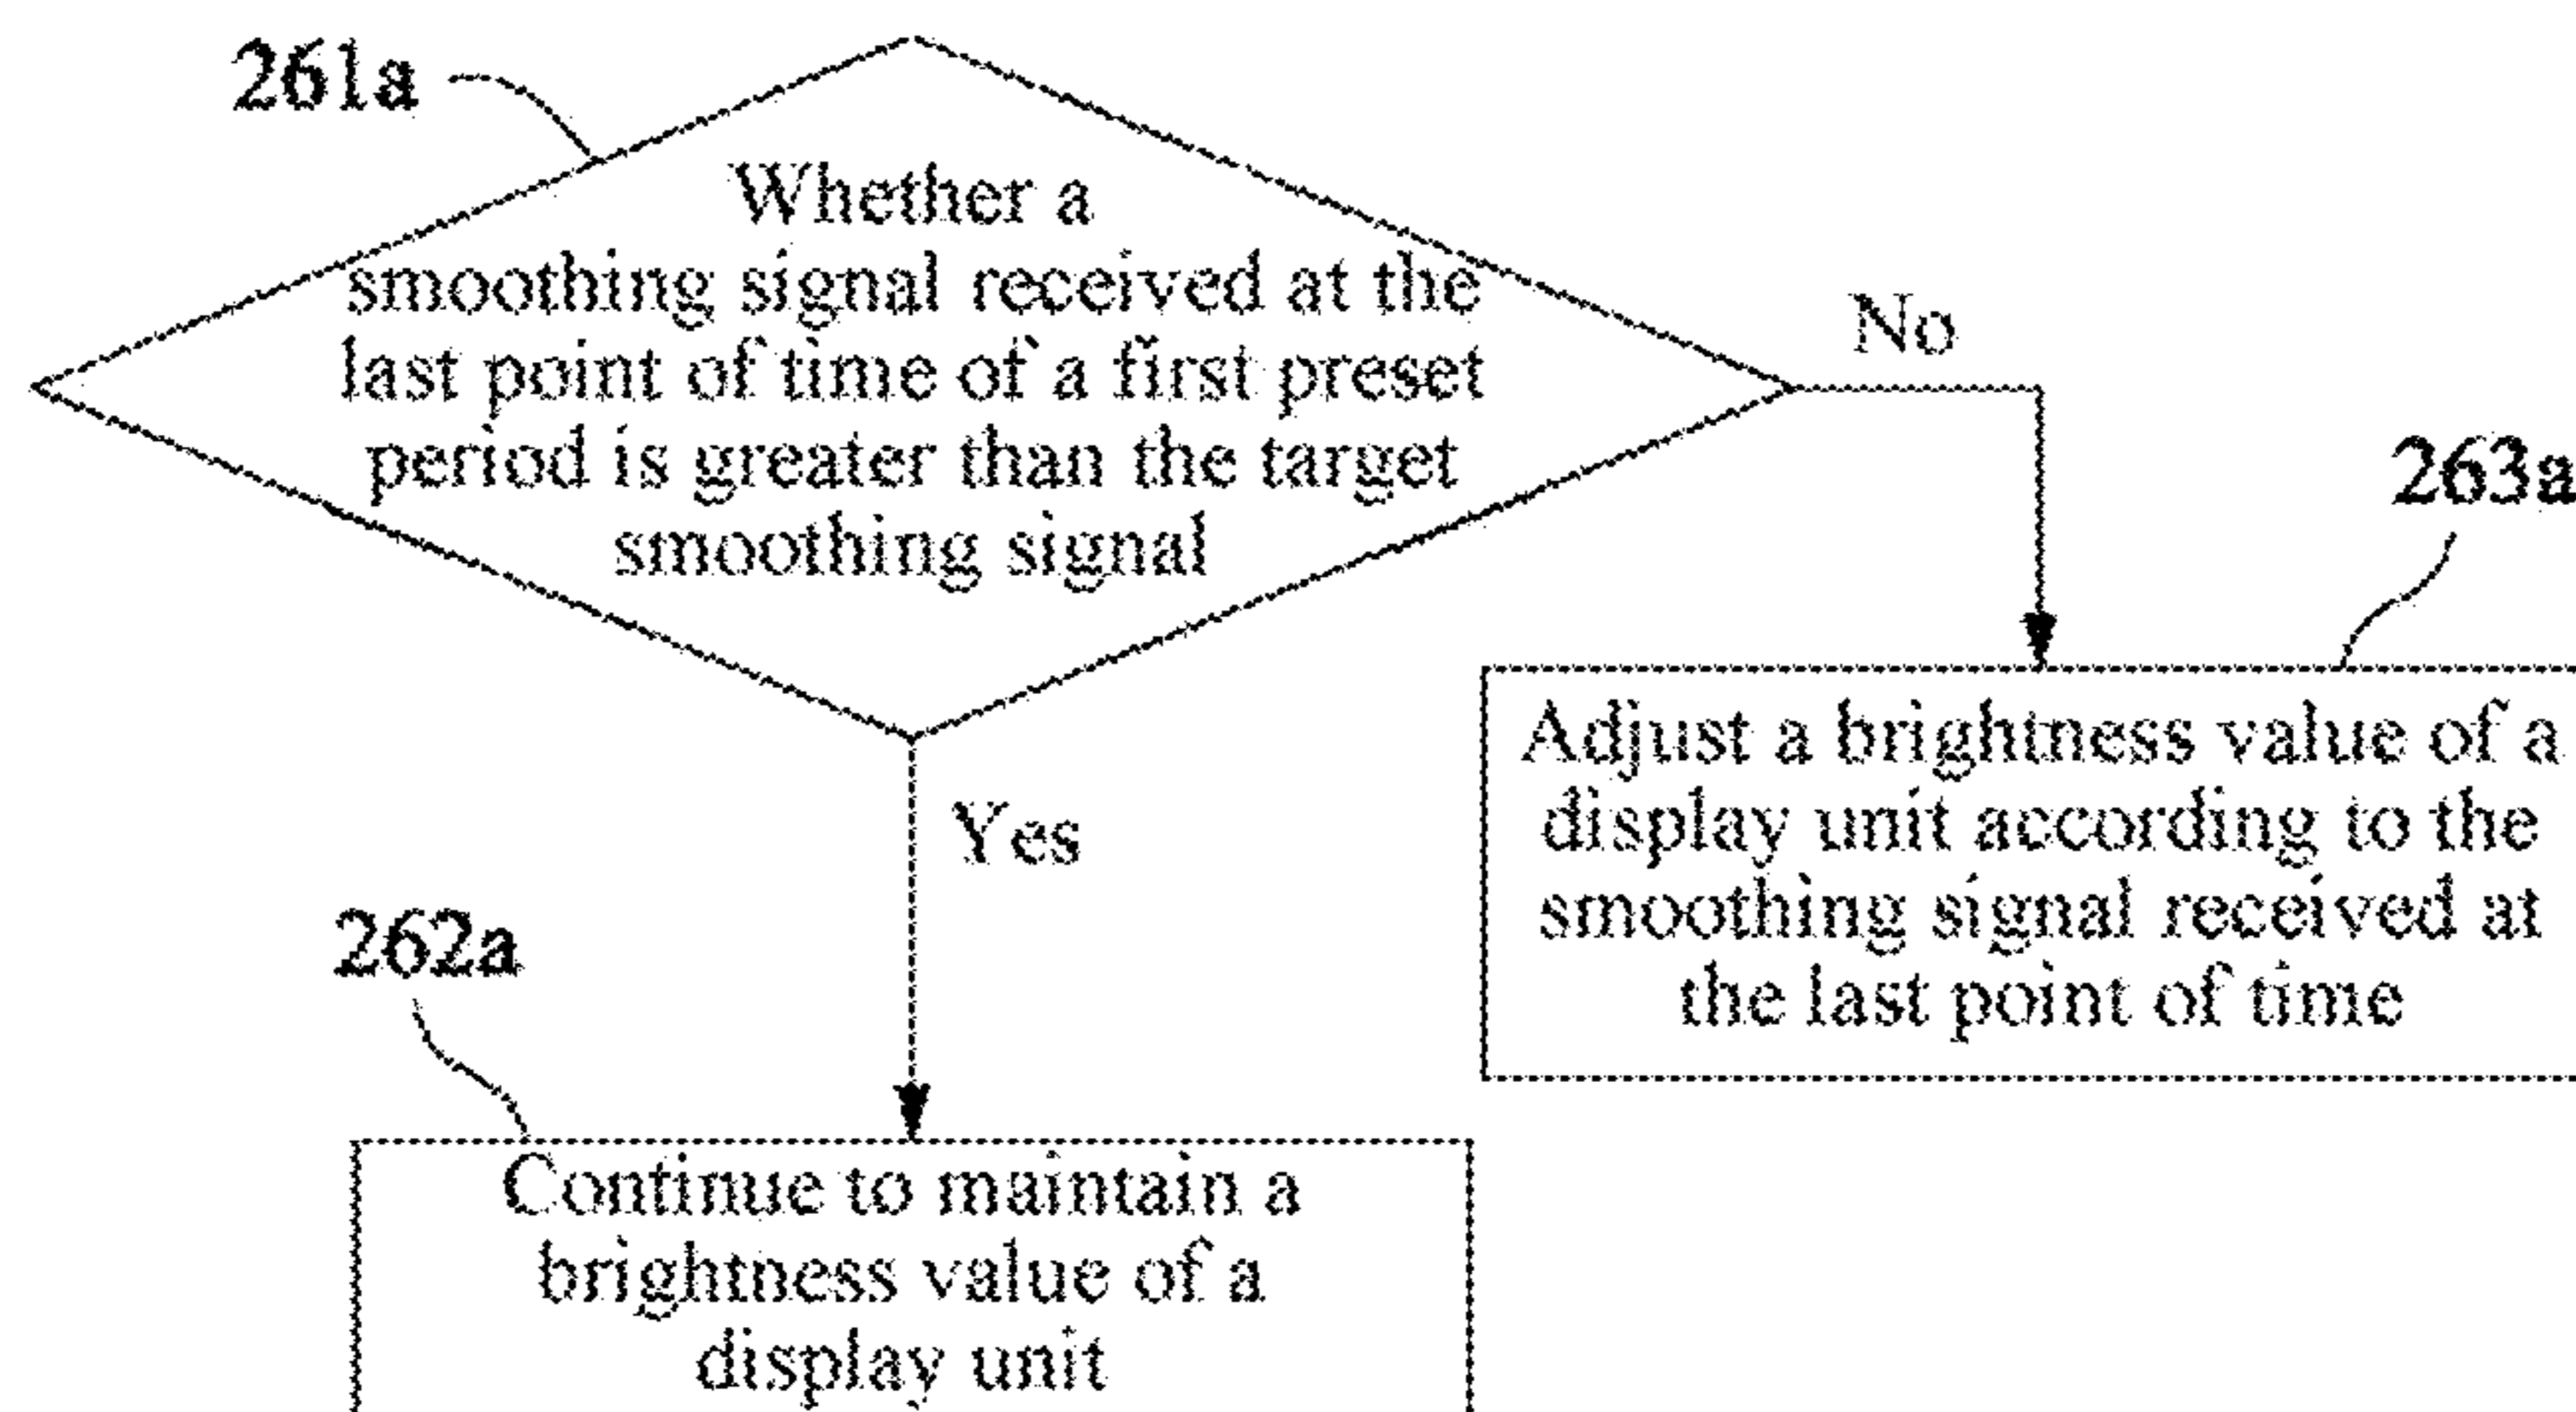 261a
Whether a
smoothing signal received at the
last point of time of a first preset
period is greater than the target
smoothing signal
No
263a
Adjust a brightness value of a
display unit according to the
smoothing signal received at
the last point of time
Yes
262a
Continue to maintain a
brightness value of a
display unit